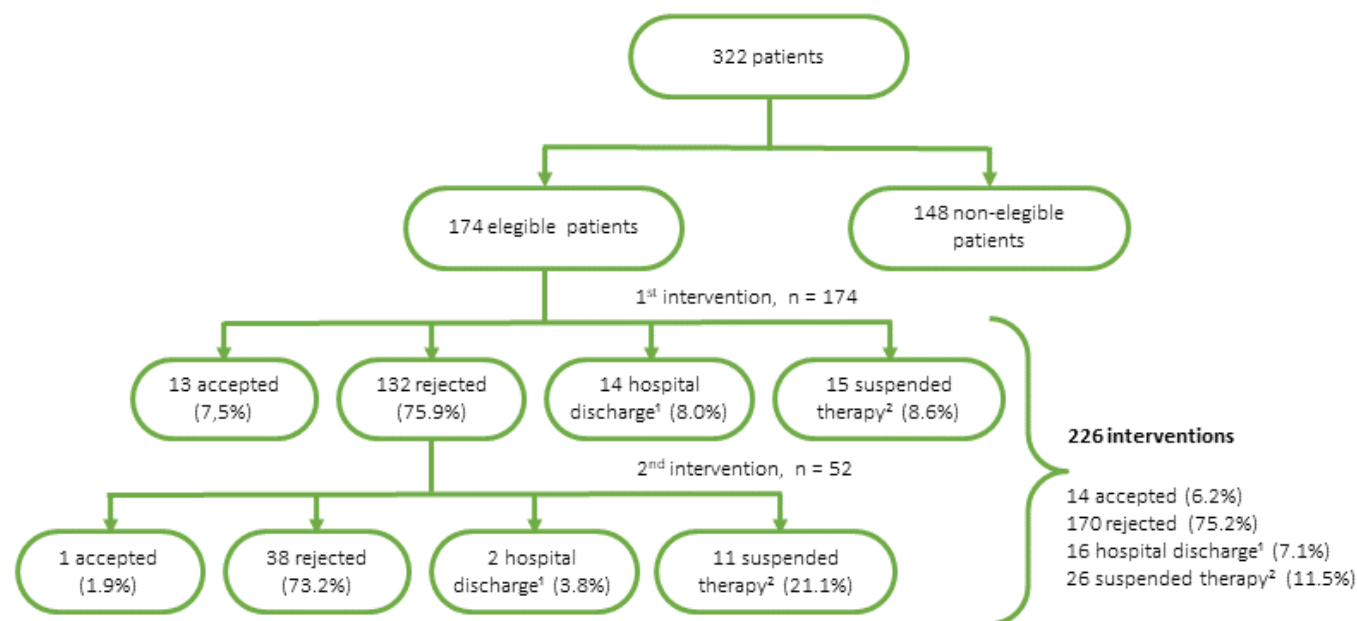 322 patients
174 elegible patients
148 non-elegible
patients
1st intervention, n = 174
13 accepted
(7,5%)
132 rejected
(75.9%)
14 hospital
discharge¹ (8.0%)
15 suspended
therapy² (8.6%)
2nd intervention, n = 52
1 accepted
(1.9%)
38 rejected
(73.2%)
2 hospital
discharge¹ (3.8%)
11 suspended
therapy² (21.1%)
226 interventions
14 accepted (6.2%)
170 rejected (75.2%)
16 hospital discharge¹ (7.1%)
26 suspended therapy² (11.5%)